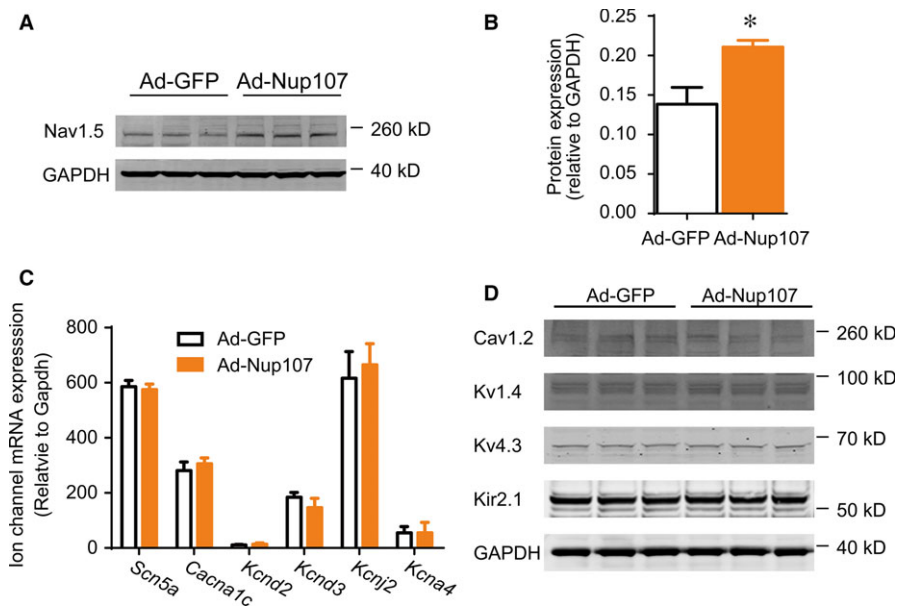 A
Ad-GFP Ad-Nup107
Nav1.5
260 kD
GAPDH
40 kD
B
*
Protein expression
(relative to GAPDH)
0.25
0.20
0.15
0.10
0.05
0.00
Ad-GFP Ad-Nup107
C
Ion channel mRNA expresssion
(Relatvie to Gapdh)
800
600
400
200
0
Ad-GFP
Ad-Nup107
Scn5a
Cacna1c
Kcnd2
Kcnd3
Kcnj2
Kcna4
D
Ad-GFP Ad-Nup107
Cav1.2
260 kD
Kv1.4
100 kD
Kv4.3
70 kD
Kir2.1
50 kD
GAPDH
40 kD